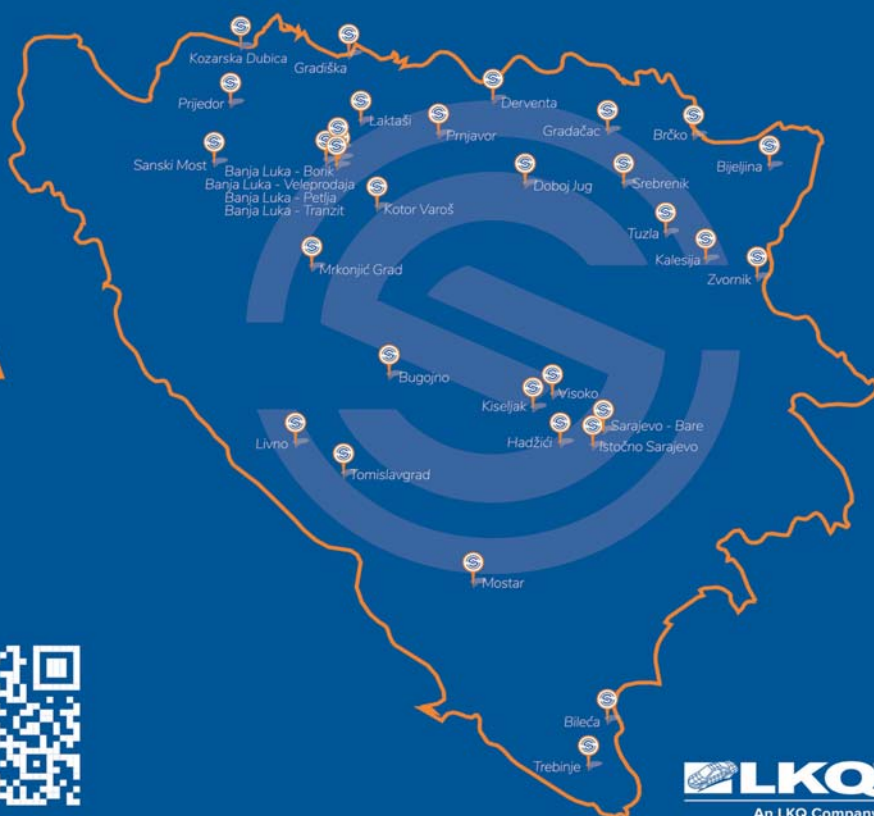 Kozarska Dubica
Gradiška
Prijedor
Laktaši
Prnjavor
Derventa
Gradačac
Brčko
Bijeljina
Sanski Most
Banja Luka - Borik
Banja Luka - Veleprodaja
Banja Luka - Petlja
Banja Luka - Tranzit
Kotor Varoš
Doboj Jug
Srebrenik
Tuzla
Kalesija
Zvornik
Mrkonjić Grad
Bugojno
Visoko
Kiseljak
Sarajevo - Bare
Hadžići
Istočno Sarajevo
Livno
Tomislavgrad
Mostar
Bileća
Trebinje
LKQ
An LKQ Company